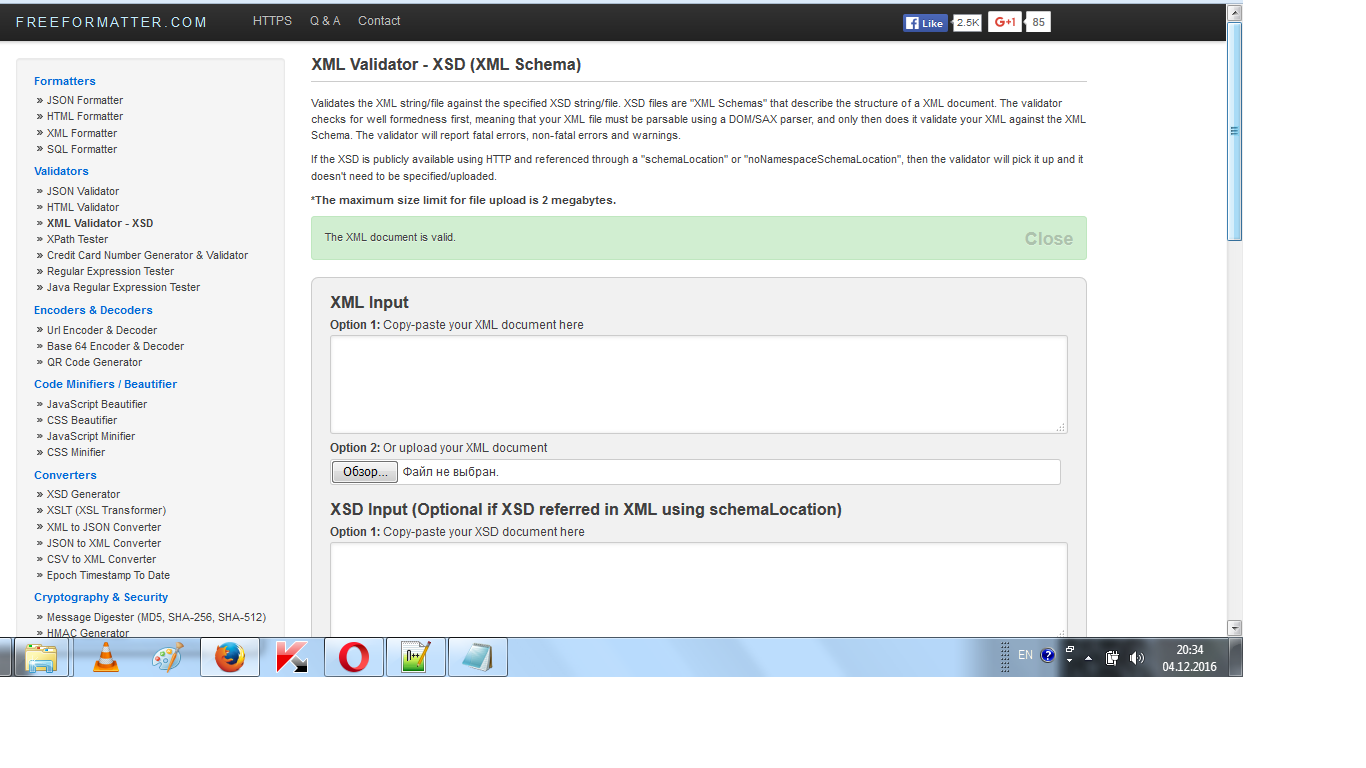 FREEFORMATTER.COM
HTTPS Q & A Contact
Like 2.5K +1 85
Formatters
» JSON Formatter
» HTML Formatter
» XML Formatter
» SQL Formatter
Validators
» JSON Validator
» HTML Validator
» XML Validator - XSD
» XPath Tester
» Credit Card Number Generator & Validator
» Regular Expression Tester
» Java Regular Expression Tester
Encoders & Decoders
» Url Encoder & Decoder
» Base 64 Encoder & Decoder
» QR Code Generator
Code Minifiers / Beautifier
» JavaScript Beautifier
» CSS Beautifier
» JavaScript Minifier
» CSS Minifier
Converters
» XSD Generator
» XSLT (XSL Transformer)
» XML to JSON Converter
» JSON to XML Converter
» CSV to XML Converter
» Epoch Timestamp To Date
Cryptography & Security
» Message Digester (MD5, SHA-256, SHA-512)
» HMAC Generator
XML Validator - XSD (XML Schema)
Validates the XML string/file against the specified XSD string/file. XSD files are "XML Schemas" that describe the structure of a XML document. The validator
checks for well formedness first, meaning that your XML file must be parsable using a DOM/SAX parser, and only then does it validate your XML against the XML
Schema. The validator will report fatal errors, non-fatal errors and warnings.
If the XSD is publicly available using HTTP and referenced through a "schemaLocation" or "noNamespaceSchemaLocation", then the validator will pick it up and it
doesn't need to be specified/uploaded.
*The maximum size limit for file upload is 2 megabytes.
The XML document is valid. Close
XML Input
Option 1: Copy-paste your XML document here
Option 2: Or upload your XML document
Обзор... Файл не выбран.
XSD Input (Optional if XSD referred in XML using schemaLocation)
Option 1: Copy-paste your XSD document here
EN
20:34
04.12.2016